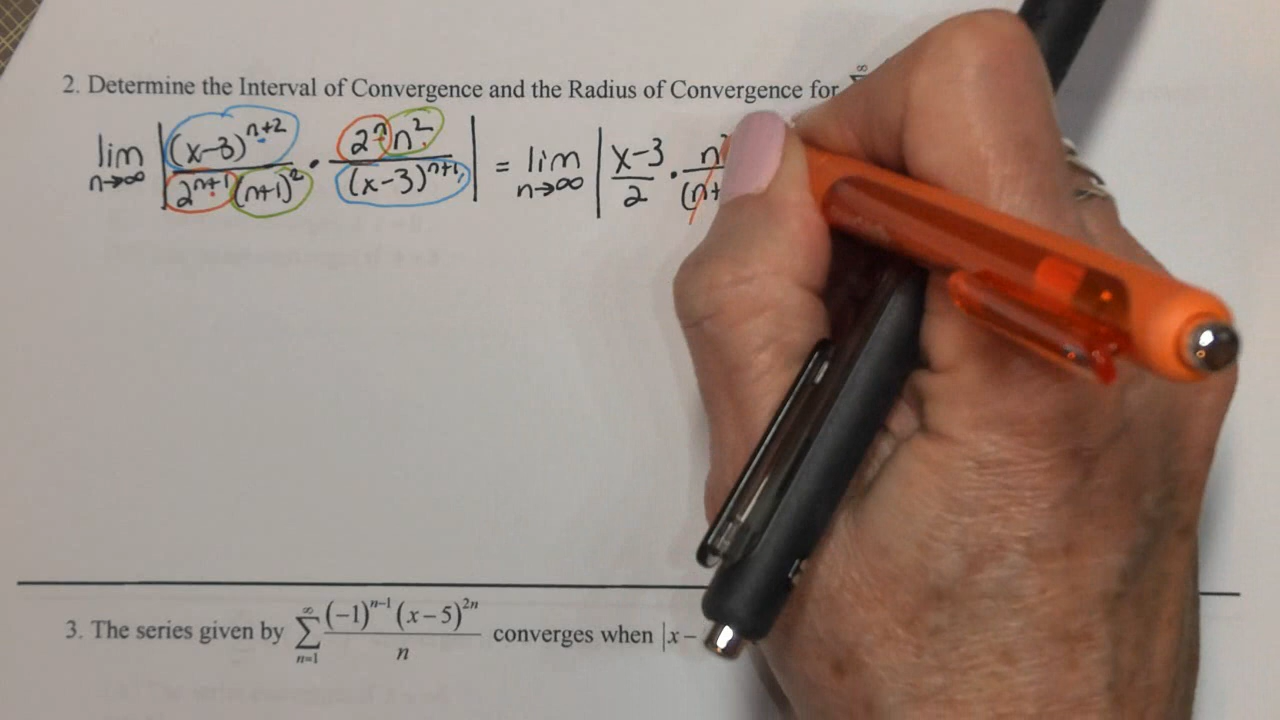 2. Determine the Interval of Convergence and the Radius of Convergence for ∞
lim n→∞ |(x-3)^{n+2} / 2^{n+1}(n+1)^2 · 2^n n^2 / (x-3)^{n+1}| = lim n→∞ |x-3 / 2 · n / (n+
3. The series given by ∑_{n=1}^{∞} (-1)^{n-1}(x-5)^{2n} / n converges when |x-